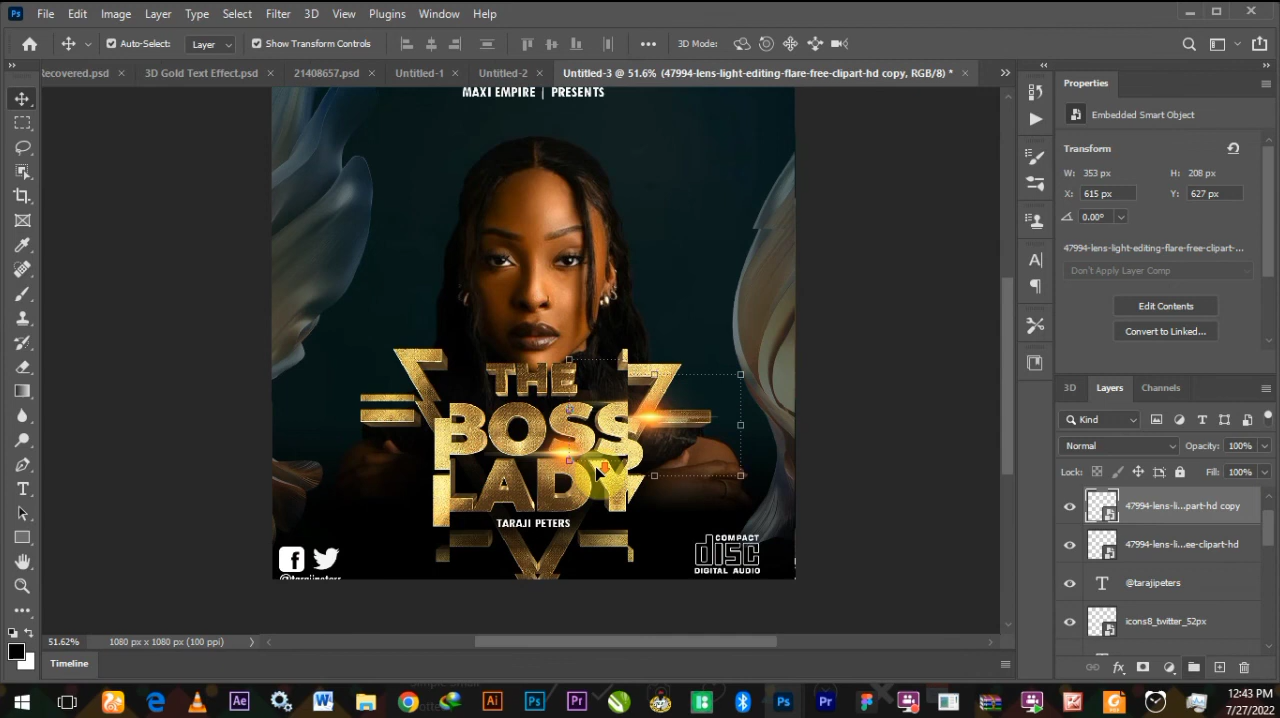 File Edit Image Layer Type Select Filter 3D View Plugins Window Help
Auto-Select: Layer Show Transform Controls 3D Mode:
ecovered.psd 3D Gold Text Effect.psd 21408657.psd Untitled-1 Untitled-2 Untitled-3 @ 51.6% (47994-lens-light-editing-flare-free-clipart-hd copy, RGB/8) *
MAXI EMPIRE | PRESENTS
THE
BOSS
LADY
TARAJI PETERS
@tarajipeters
COMPACT
disc
DIGITAL AUDIO
51.62% 1080 px x 1080 px (100 ppi)
Timeline
Properties
Embedded Smart Object
Transform
W: 353 px H: 208 px
X: 615 px Y: 627 px
0.00º
47994-lens-light-editing-flare-free-clipart-...
Don't Apply Layer Comp
Edit Contents
Convert to Linked...
3D Layers Channels
Kind
Normal Opacity: 100%
Lock: Fill: 100%
47994-lens-li...part-hd copy
47994-lens-li...ee-clipart-hd
@tarajipeters
icons8_twitter_52px
12:43 PM
7/27/2022